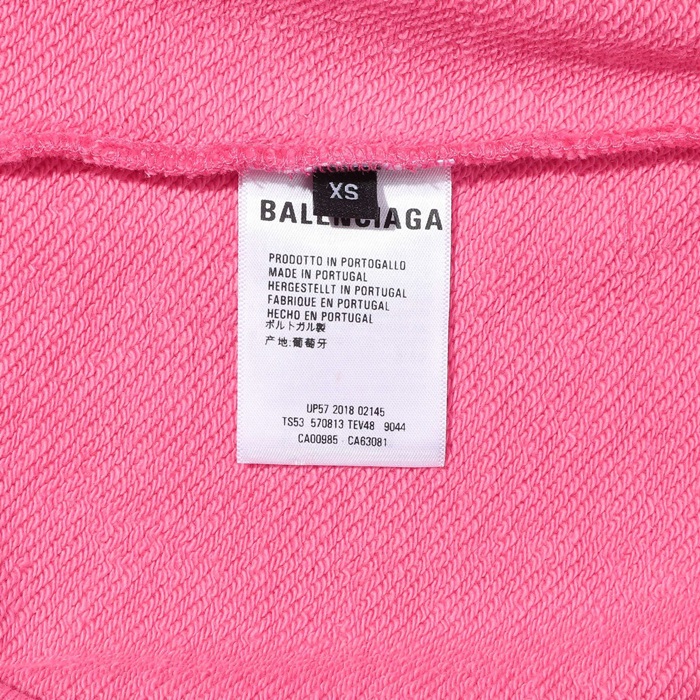 XS
BALENCIAGA
PRODOTTO IN PORTOGALLO
MADE IN PORTUGAL
HERGESTELLT IN PORTUGAL
FABRIQUE EN PORTUGAL
HECHO EN PORTUGAL
ポルトガル製
产地:葡萄牙
UP57 2018 02145
TS53 570813 TEV48 9044
CA00985 - CA63081